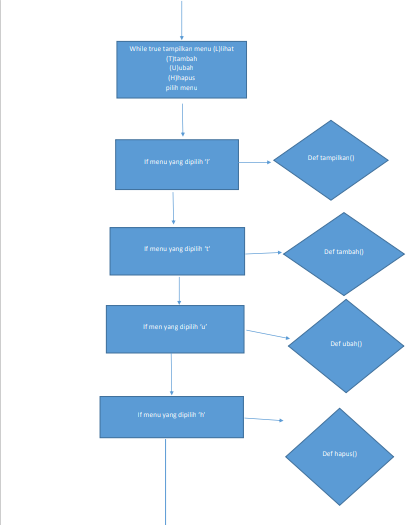 While true tampilkan menu (L)lihat
(T)tambah
(U)ubah
(H)hapus
pilih menu
If menu yang dipilih 'l'
Def tampilkan()
If menu yang dipilih 't'
Def tambah()
If men yang dipilih 'u'
Def ubah()
If menu yang dipilih 'h'
Def hapus()